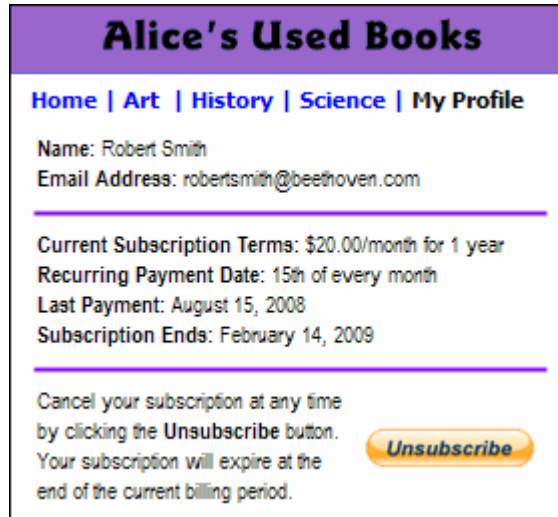 Alice's Used Books
Home | Art | History | Science | My Profile
Name: Robert Smith
Email Address: robertsmith@beethoven.com
Current Subscription Terms: $20.00/month for 1 year
Recurring Payment Date: 15th of every month
Last Payment: August 15, 2008
Subscription Ends: February 14, 2009
Cancel your subscription at any time
by clicking the Unsubscribe button.
Your subscription will expire at the
end of the current billing period.
Unsubscribe